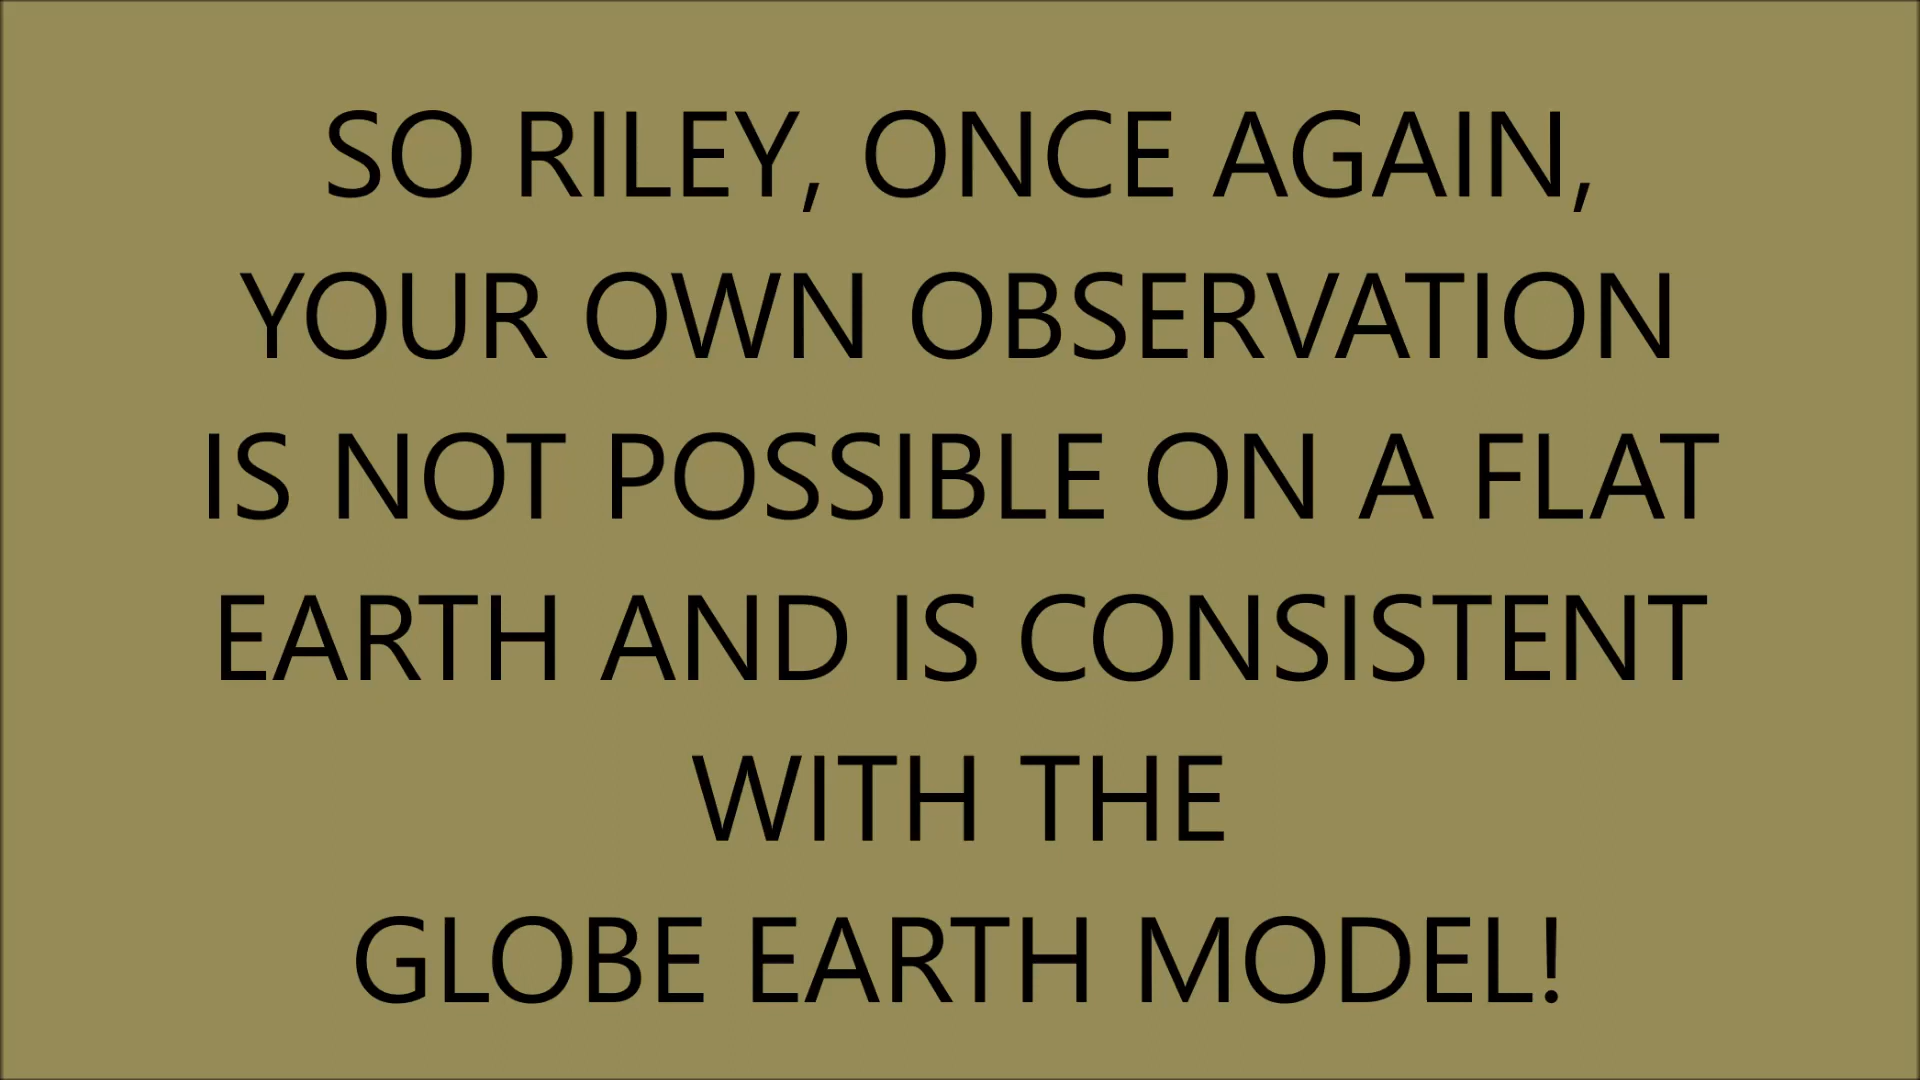 SO RILEY, ONCE AGAIN,
YOUR OWN OBSERVATION
IS NOT POSSIBLE ON A FLAT
EARTH AND IS CONSISTENT
WITH THE
GLOBE EARTH MODEL!